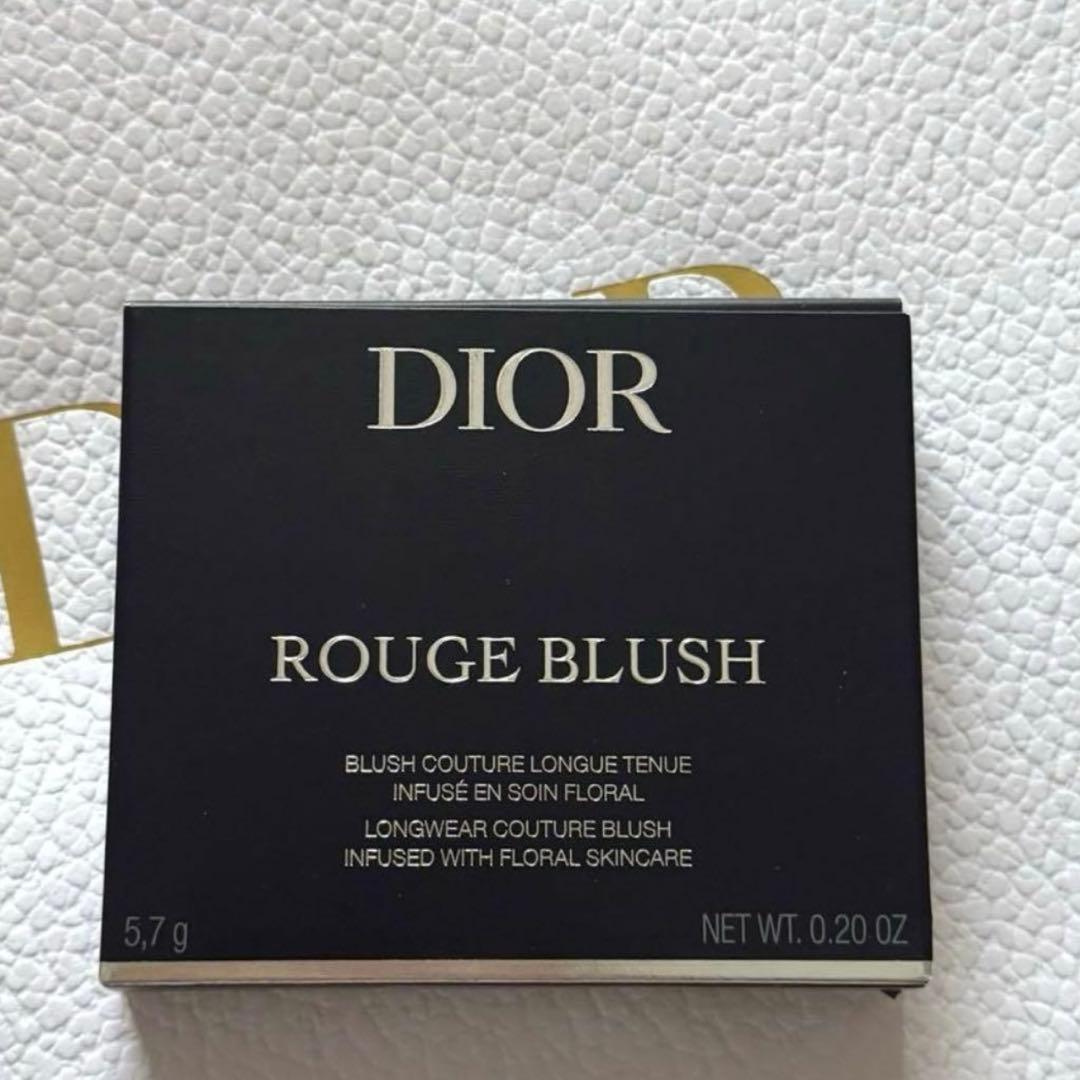 DIOR
ROUGE BLUSH
BLUSH COUTURE LONGUE TENUE
INFUSÉ EN SOIN FLORAL
LONGWEAR COUTURE BLUSH
INFUSED WITH FLORAL SKINCARE
5,7 g
NET WT. 0.20 OZ